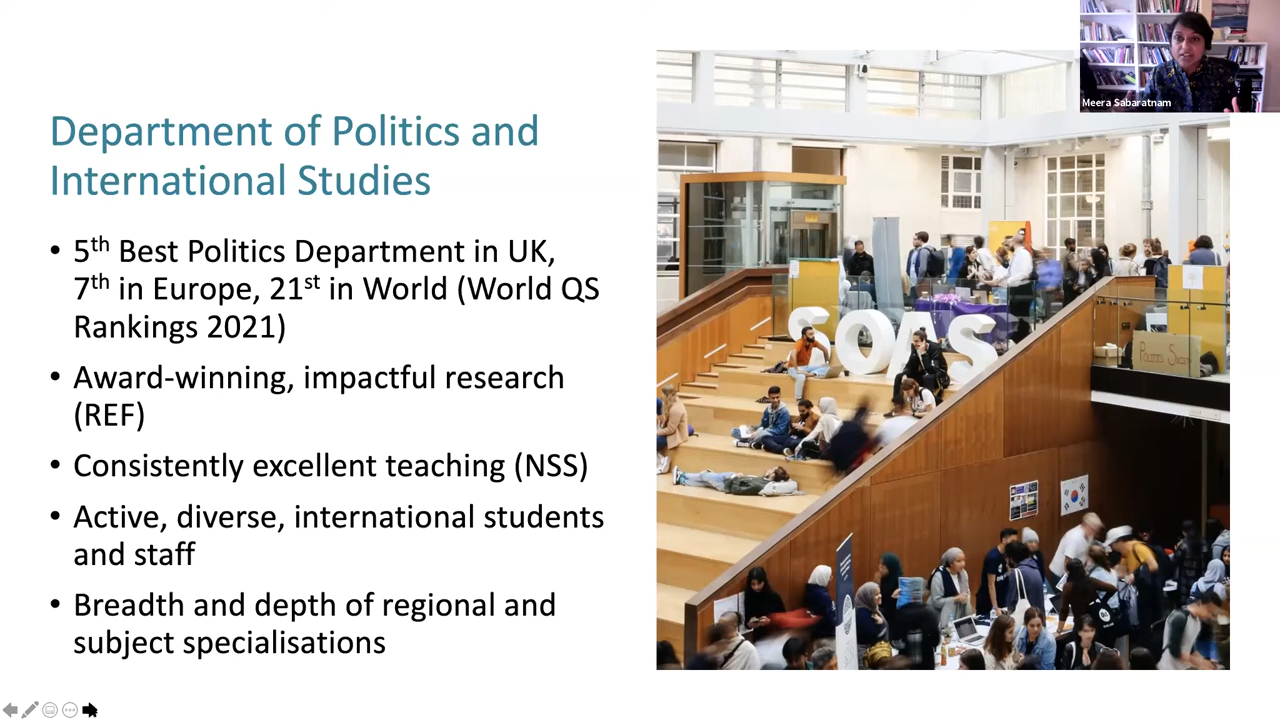 Meera Sabaratnam
Department of Politics and
International Studies
• 5th Best Politics Department in UK,
7th in Europe, 21st in World (World QS
Rankings 2021)
• Award-winning, impactful research
(REF)
• Consistently excellent teaching (NSS)
• Active, diverse, international students
and staff
• Breadth and depth of regional and
subject specialisations
SOAS